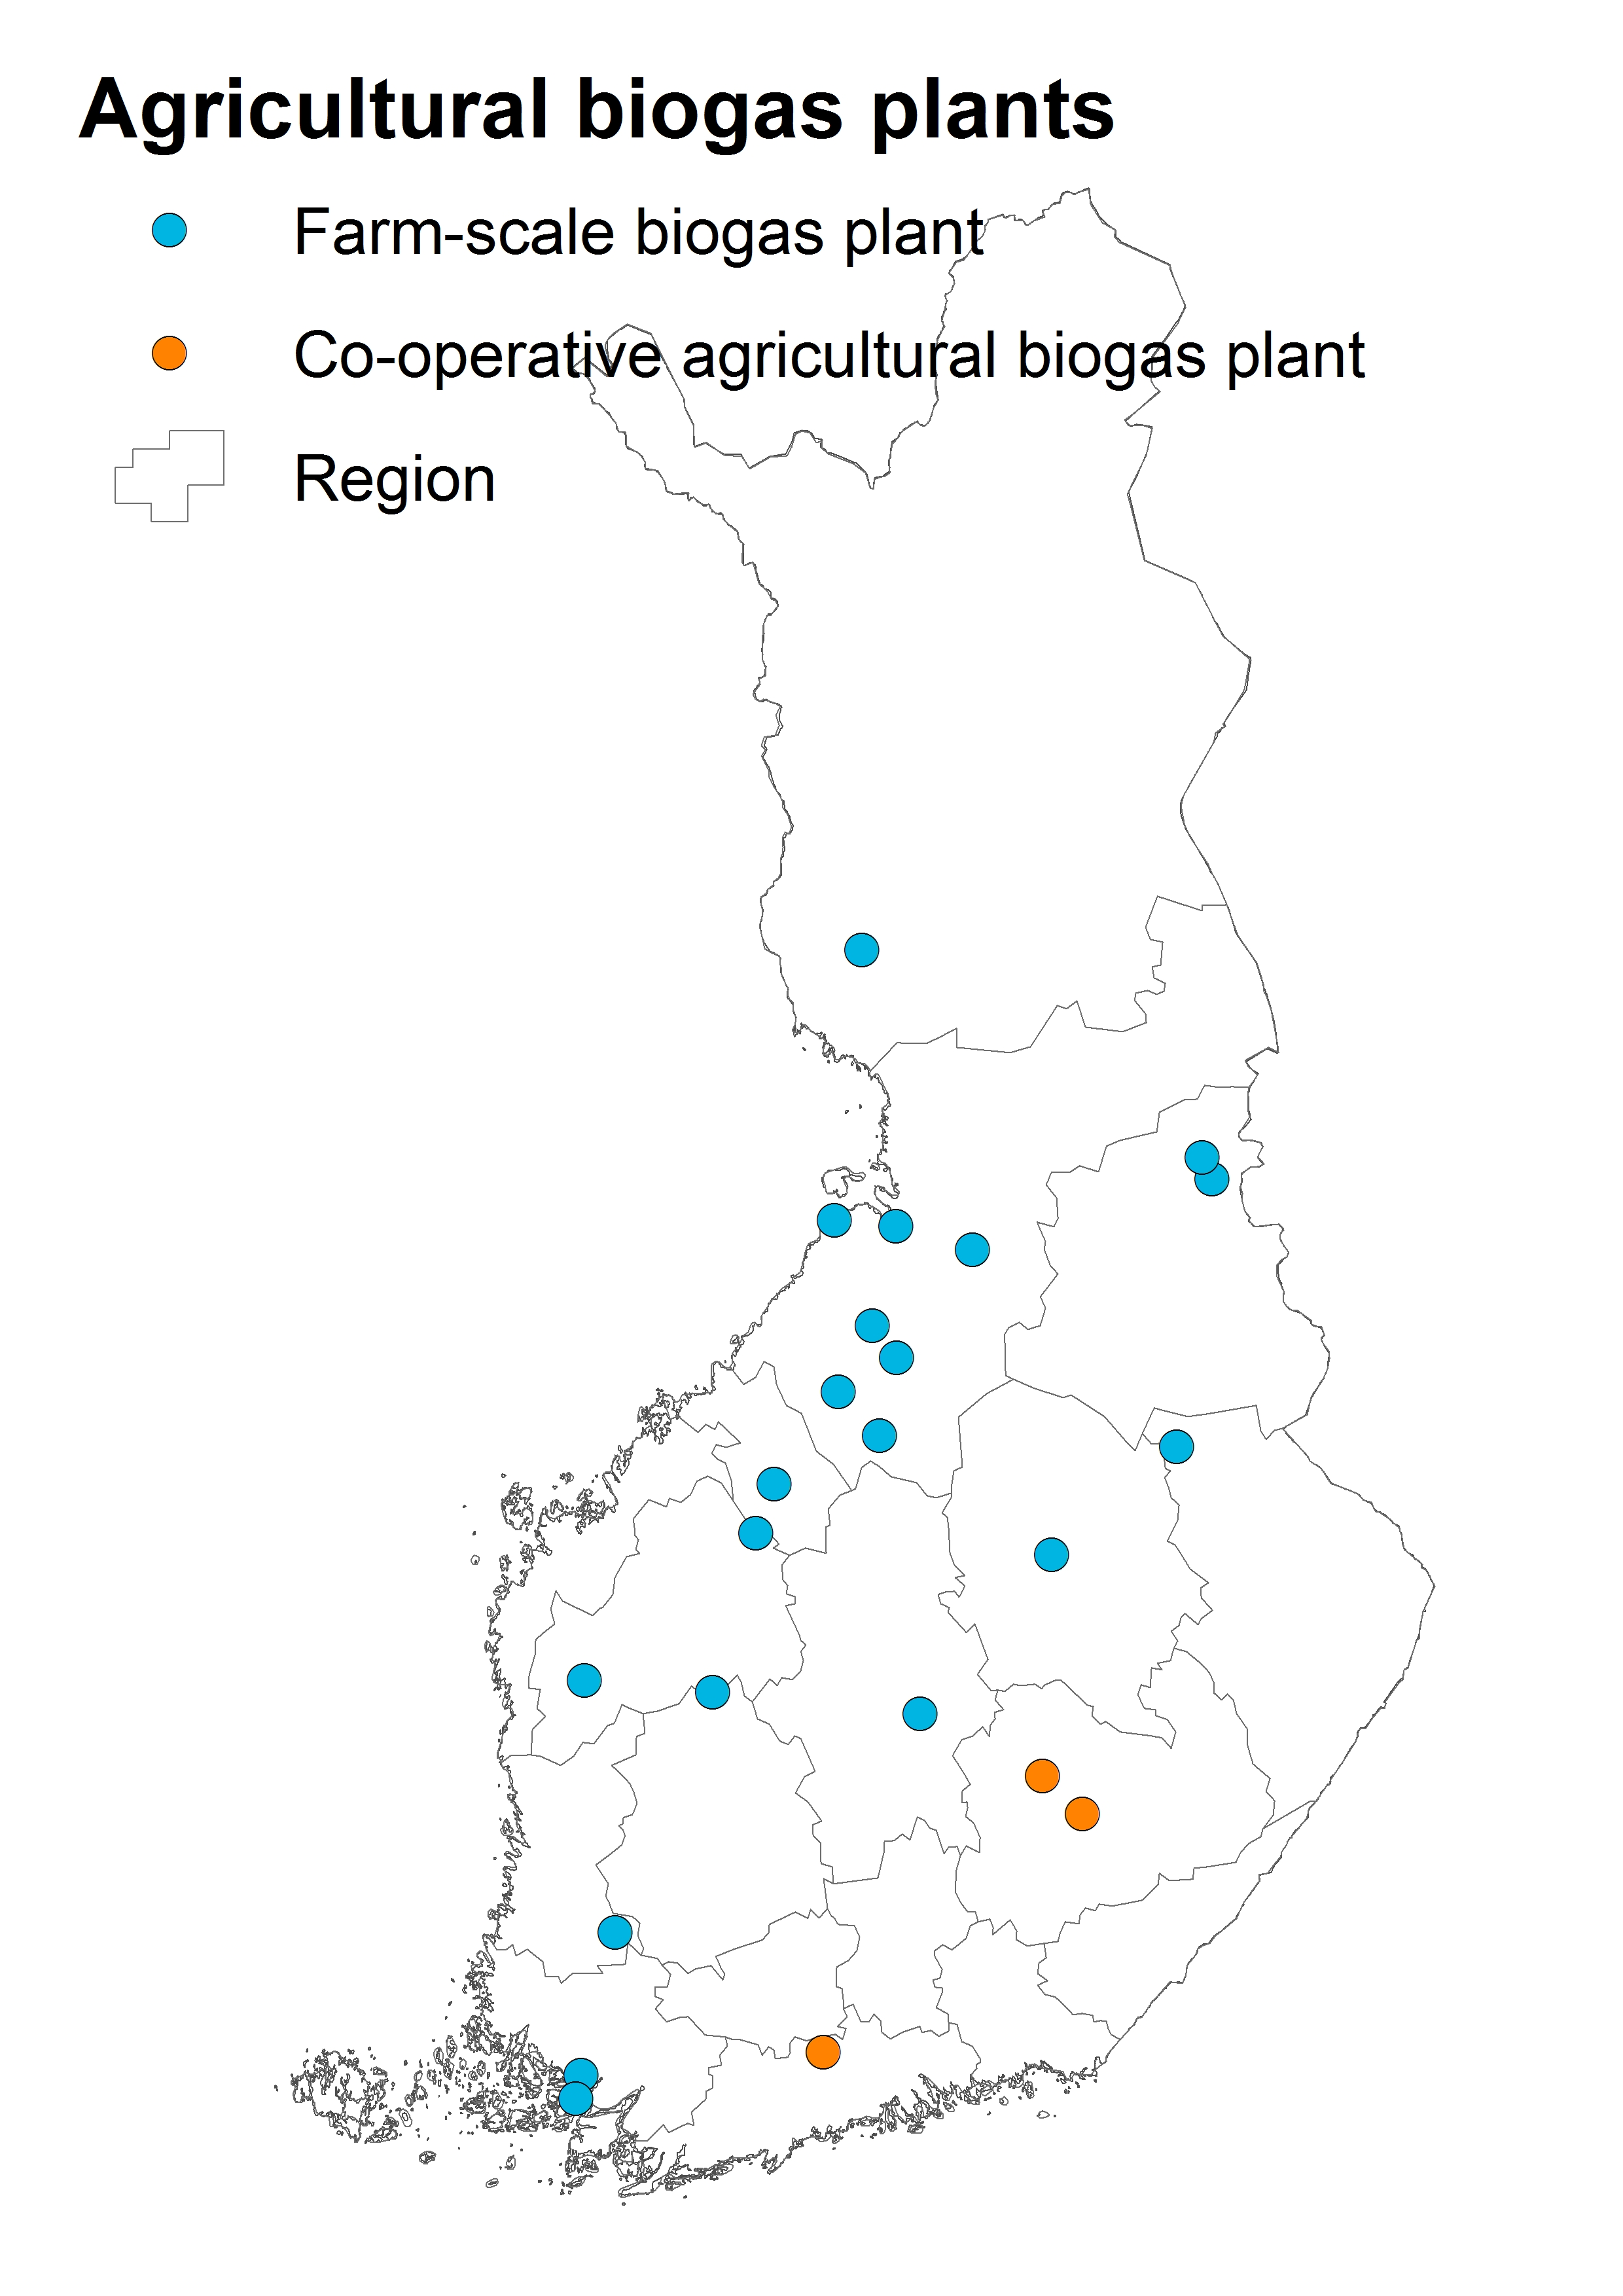 Agricultural biogas plants
Farm-scale biogas plant
Co-operative agricultural biogas plant
Region